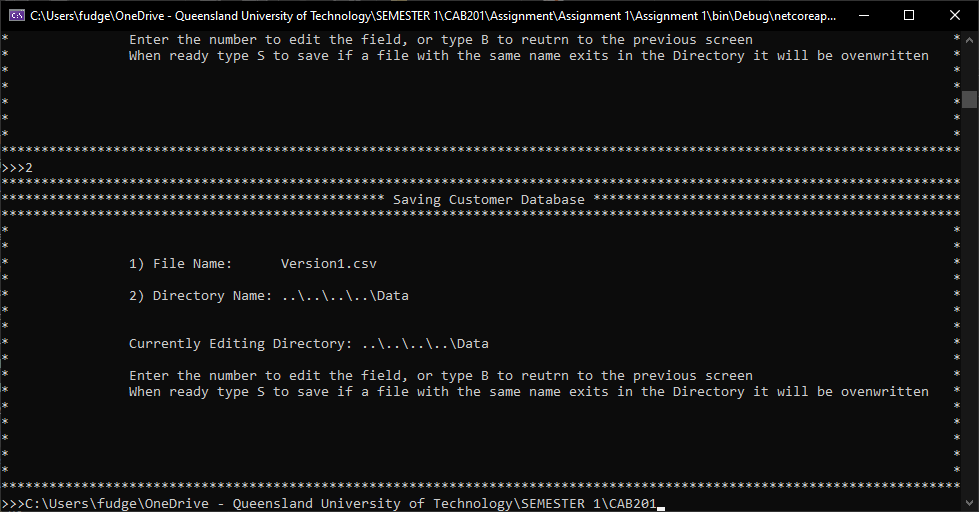 C:\Users\fudge\OneDrive - Queensland University of Technology\SEMESTER 1\CAB201\Assignment\Assignment 1\Assignment 1\bin\Debug\netcoreap...
* Enter the number to edit the field, or type B to reutrn to the previous screen *
* When ready type S to save if a file with the same name exits in the Directory it will be ovenwritten *
* *
* *
* *
* *
* *
************************************************************************************************************************
>>>2
************************************************************************************************************************
************************************************ Saving Customer Database **********************************************
************************************************************************************************************************
* *
* *
* 1) File Name: Version1.csv *
* *
* 2) Directory Name: ..\..\..\..\Data *
* *
* *
* Currently Editing Directory: ..\..\..\..\Data *
* *
* Enter the number to edit the field, or type B to reutrn to the previous screen *
* When ready type S to save if a file with the same name exits in the Directory it will be ovenwritten *
* *
* *
* *
* *
* *
************************************************************************************************************************
>>>C:\Users\fudge\OneDrive - Queensland University of Technology\SEMESTER 1\CAB201